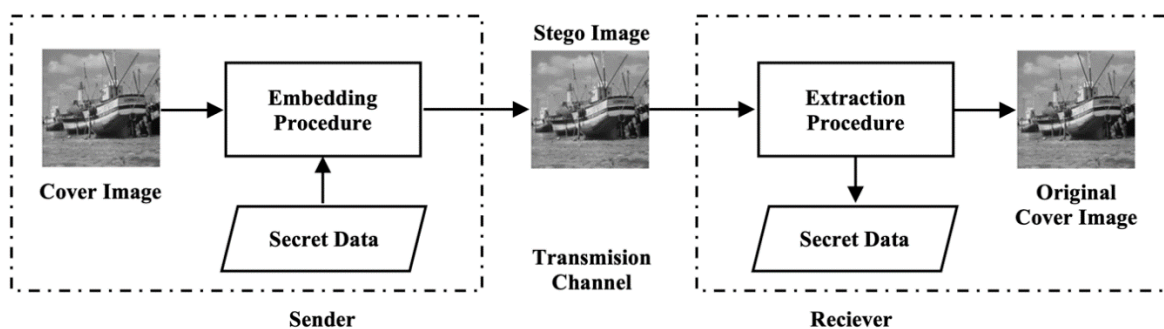 Stego Image
Embedding
Procedure
Extraction
Procedure
Cover Image
Original
Cover Image
Secret Data
Secret Data
Transmision
Channel
Sender
Reciever